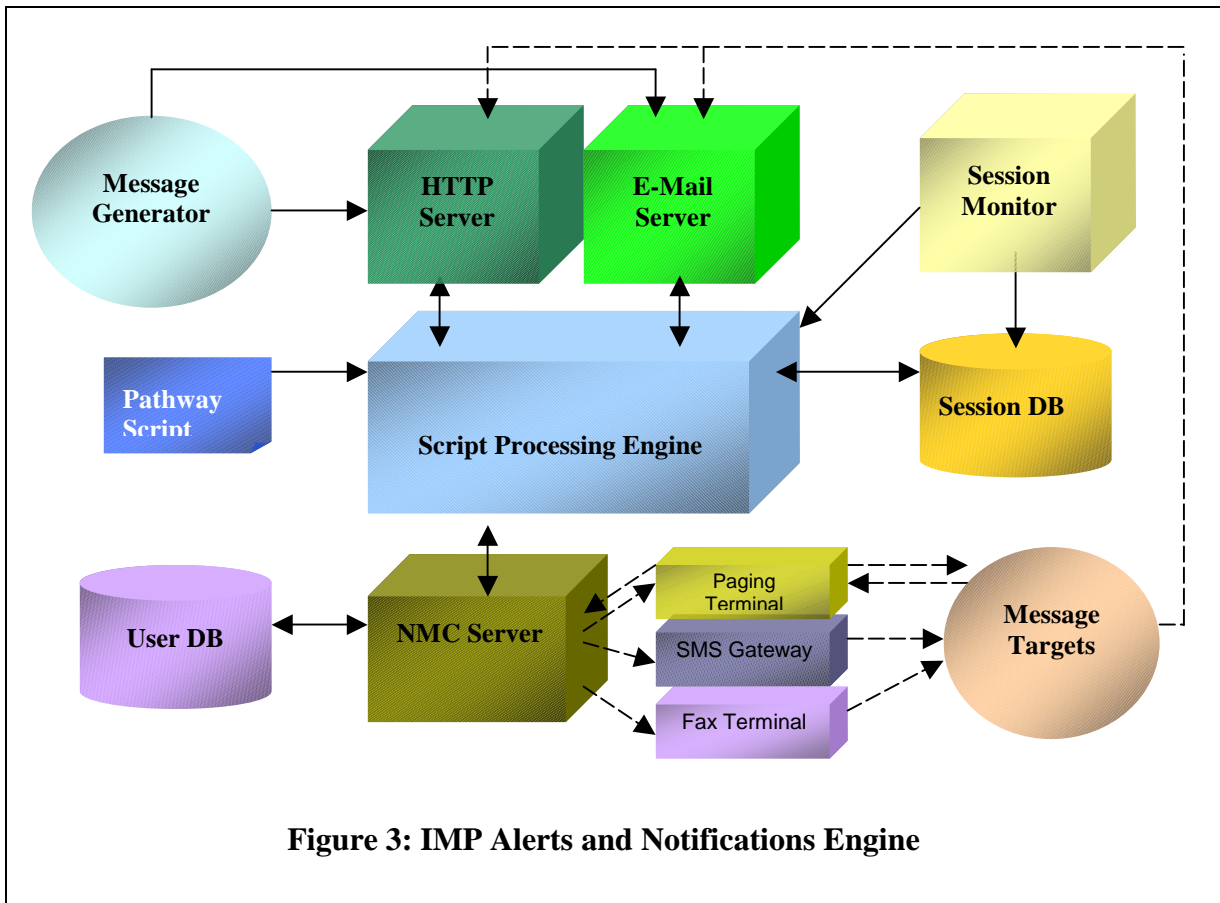 Message
Generator
HTTP
Server
E-Mail
Server
Session
Monitor
Pathway
Script
Script Processing Engine
Session DB
User DB
NMC Server
Paging
Terminal
SMS Gateway
Fax Terminal
Message
Targets
Figure 3: IMP Alerts and Notifications Engine